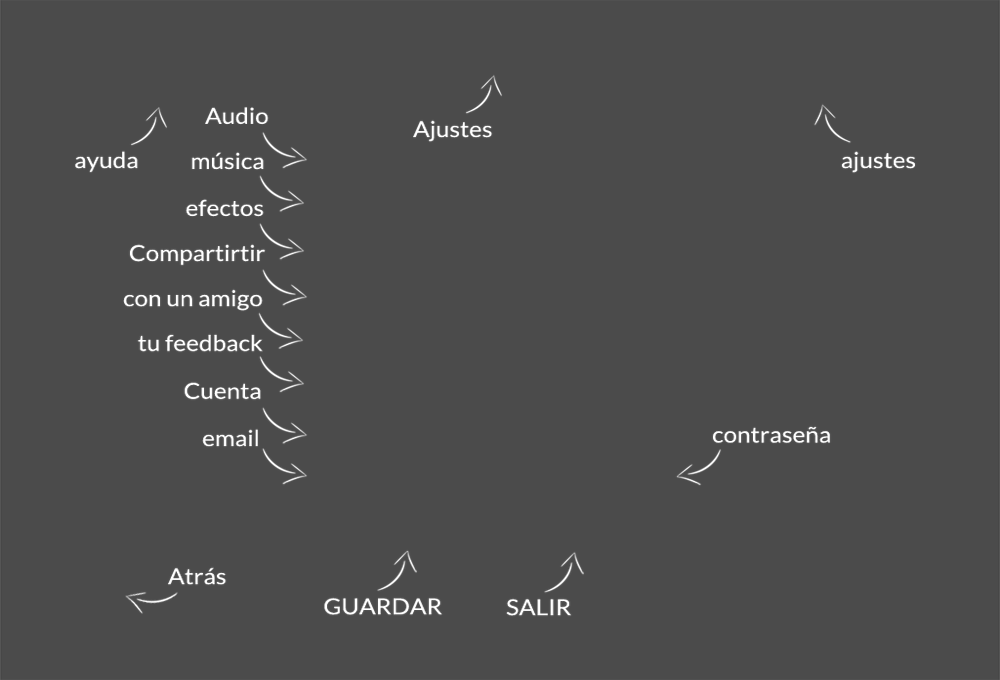 Audio
Ajustes
ayuda
música
ajustes
efectos
Compartirtir
con un amigo
tu feedback
Cuenta
email
contraseña
Atrás
GUARDAR
SALIR